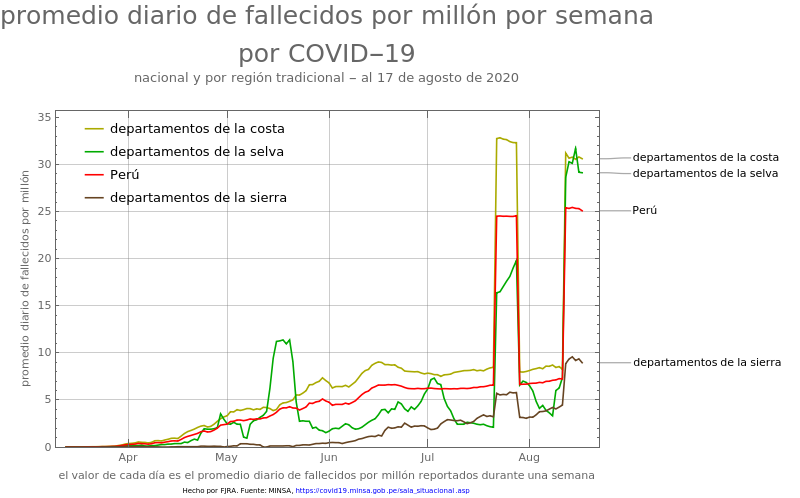 promedio diario de fallecidos por millón por semana
por COVID−19
nacional y por región tradicional − al 17 de agosto de 2020
promedio diario de fallecidos por millón
35
30
25
20
15
10
5
0
departamentos de la costa
departamentos de la selva
Perú
departamentos de la sierra
departamentos de la costa
departamentos de la selva
Perú
departamentos de la sierra
Apr May Jun Jul Aug
el valor de cada día es el promedio diario de fallecidos por millón reportados durante una semana
Hecho por FJRA. Fuente: MINSA, https://covid19.minsa.gob.pe/sala_situacional.asp